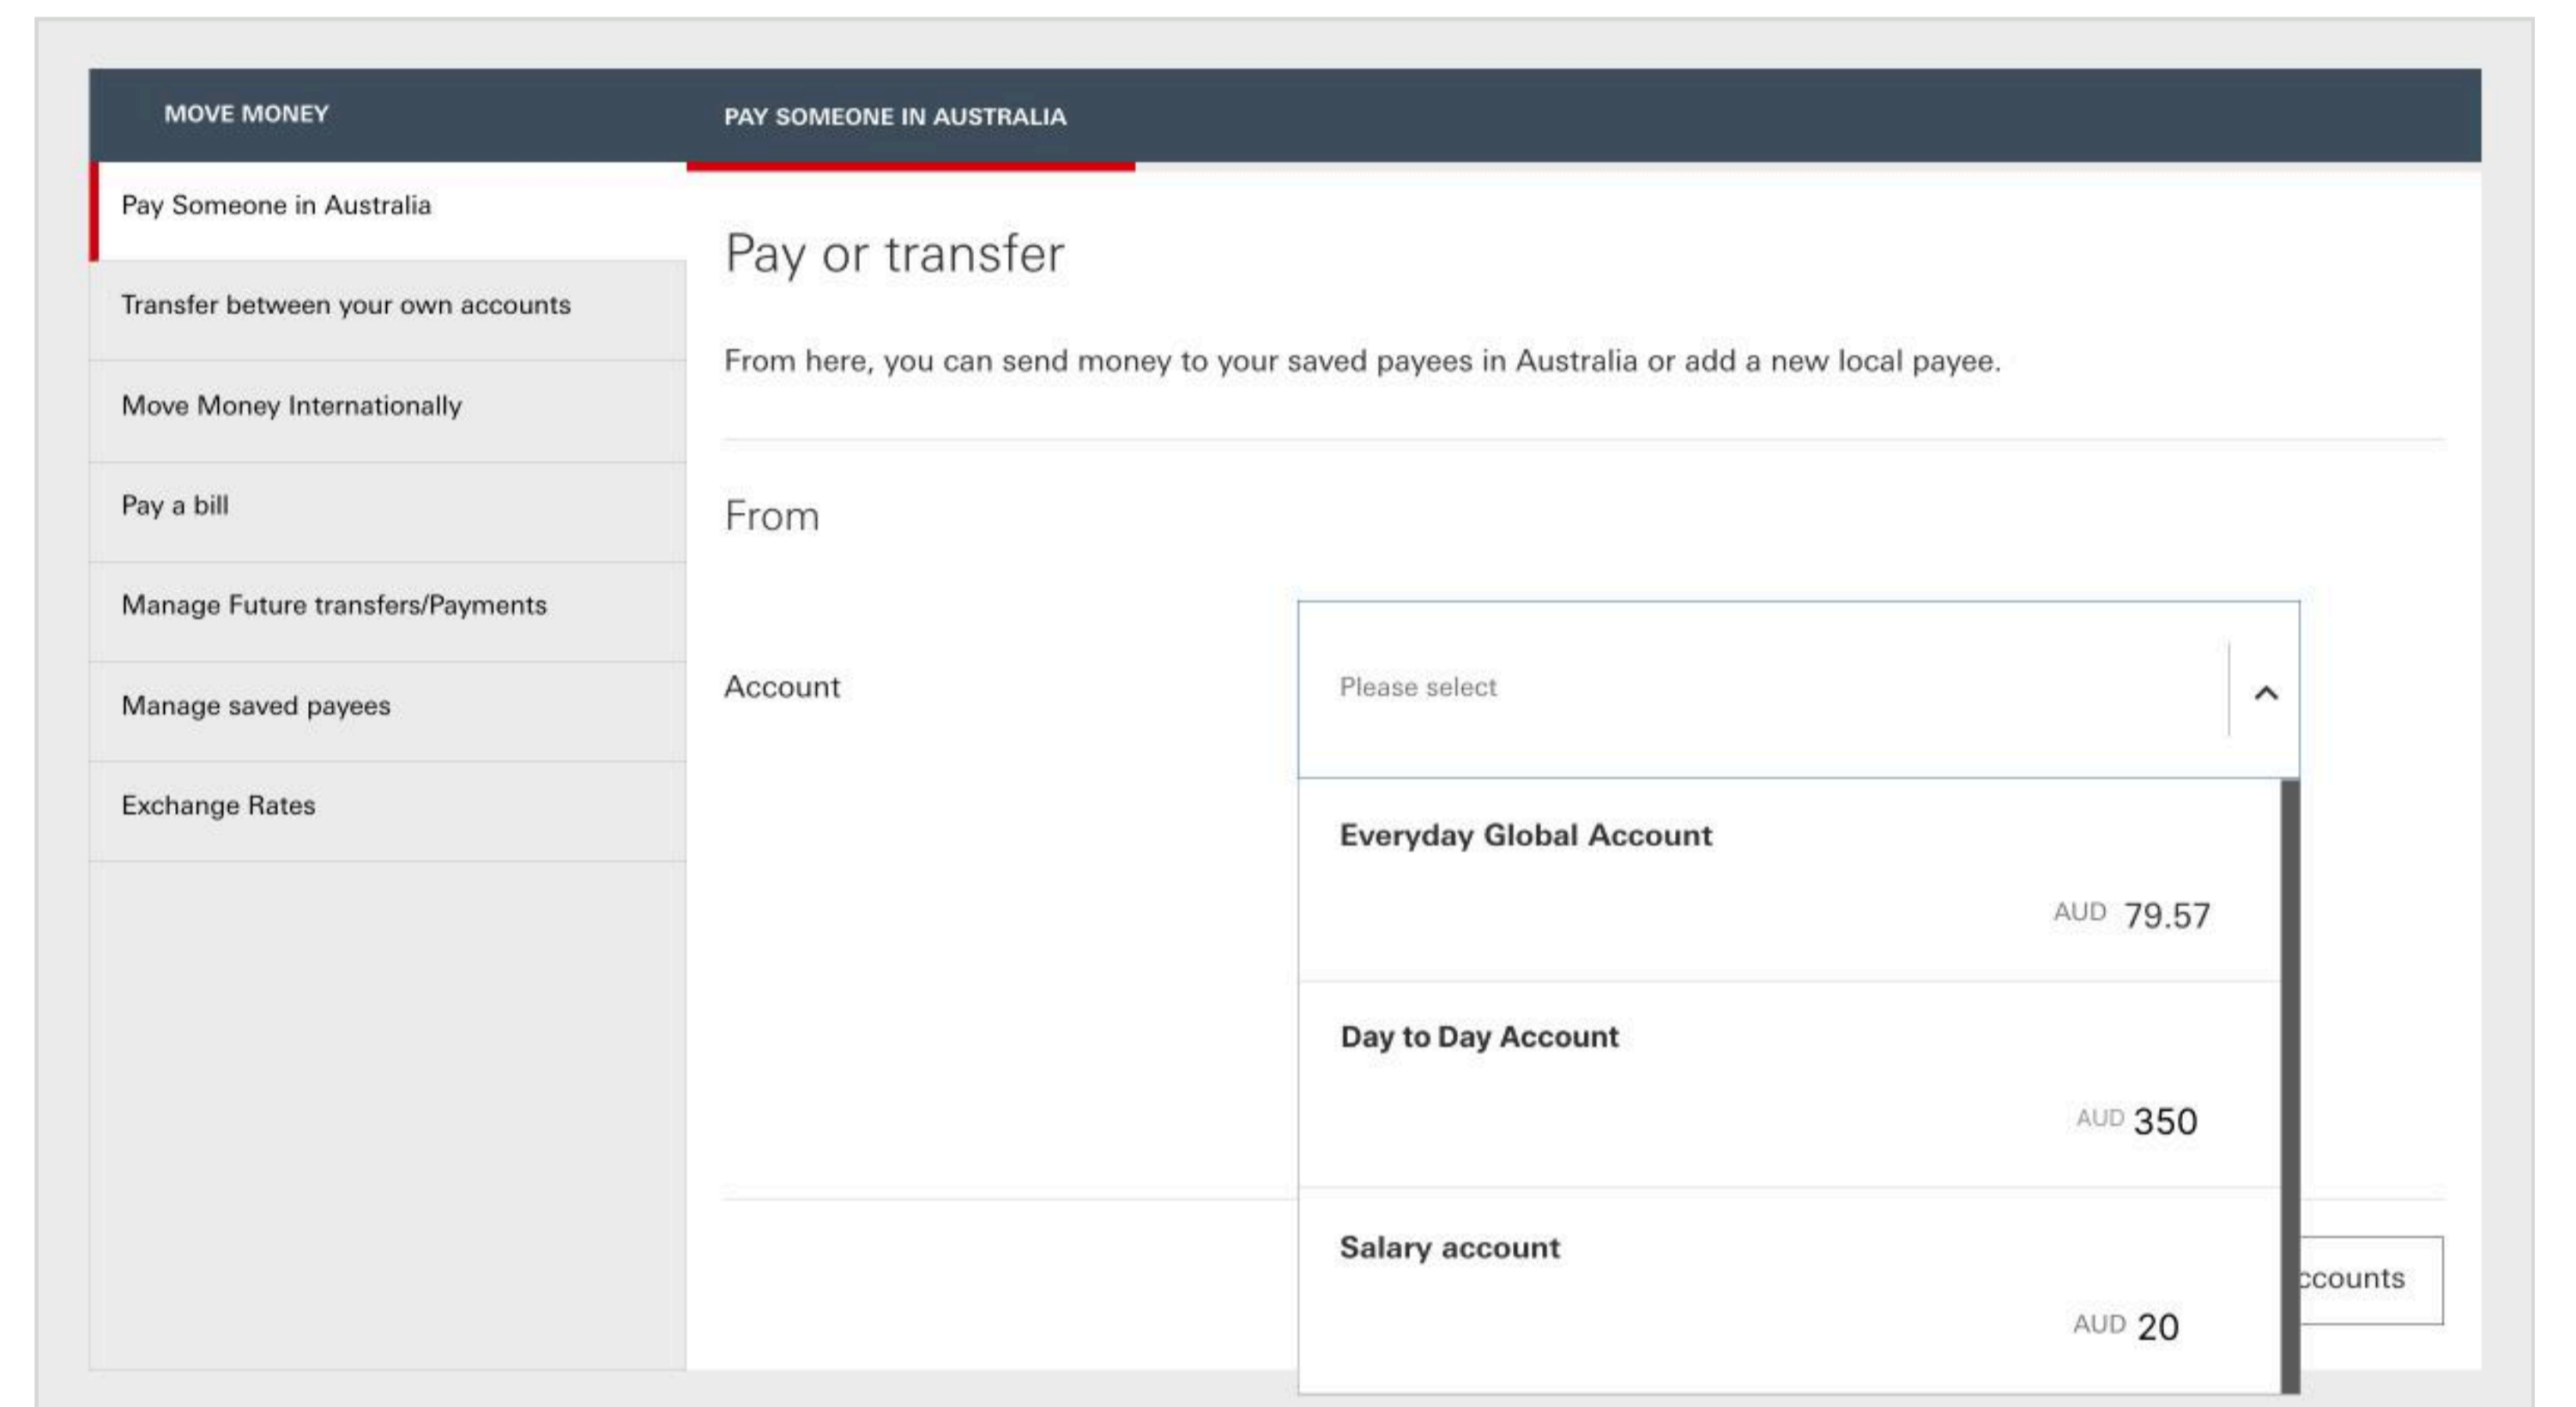 MOVE MONEY
PAY SOMEONE IN AUSTRALIA
Pay Someone in Australia
Transfer between your own accounts
Move Money Internationally
Pay a bill
Manage Future transfers/Payments
Manage saved payees
Exchange Rates
Pay or transfer
From here, you can send money to your saved payees in Australia or add a new local payee.
From
Account
Please select
Everyday Global Account
AUD 79.57
Day to Day Account
AUD 350
Salary account
AUD 20
ccounts